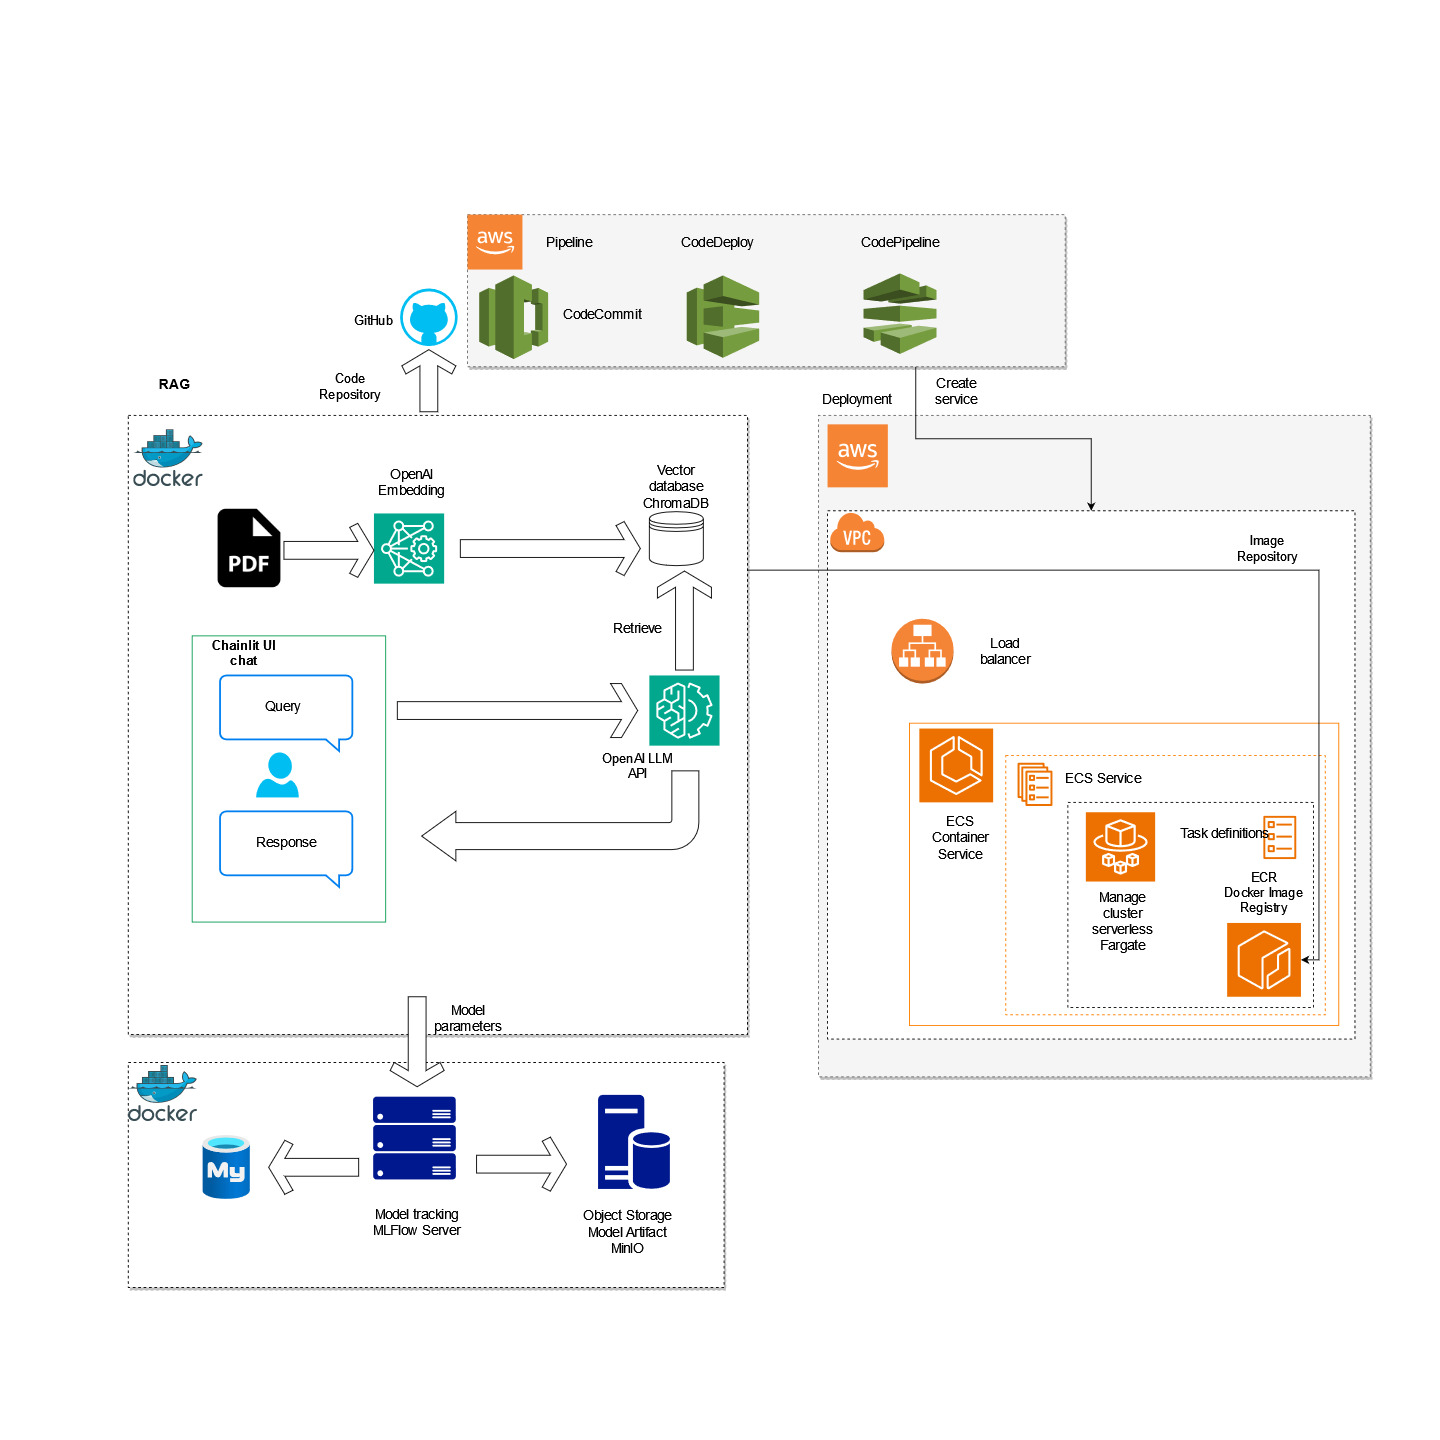 aws
Pipeline
CodeDeploy
CodePipeline
CodeCommit
GitHub
Code
Repository
Create
service
RAG
Deployment
docker
aws
OpenAI
Embedding
Vector
database
ChromaDB
PDF
VPC
Image
Repository
Retrieve
Chainlit UI
chat
Query
Load
balancer
OpenAI LLM
API
Response
ECS
Container
Service
ECS Service
Task definitions
Manage
cluster
serverless
Fargate
ECR
Docker Image
Registry
Model
parameters
docker
My
Model tracking
MLFlow Server
Object Storage
Model Artifact
MinIO